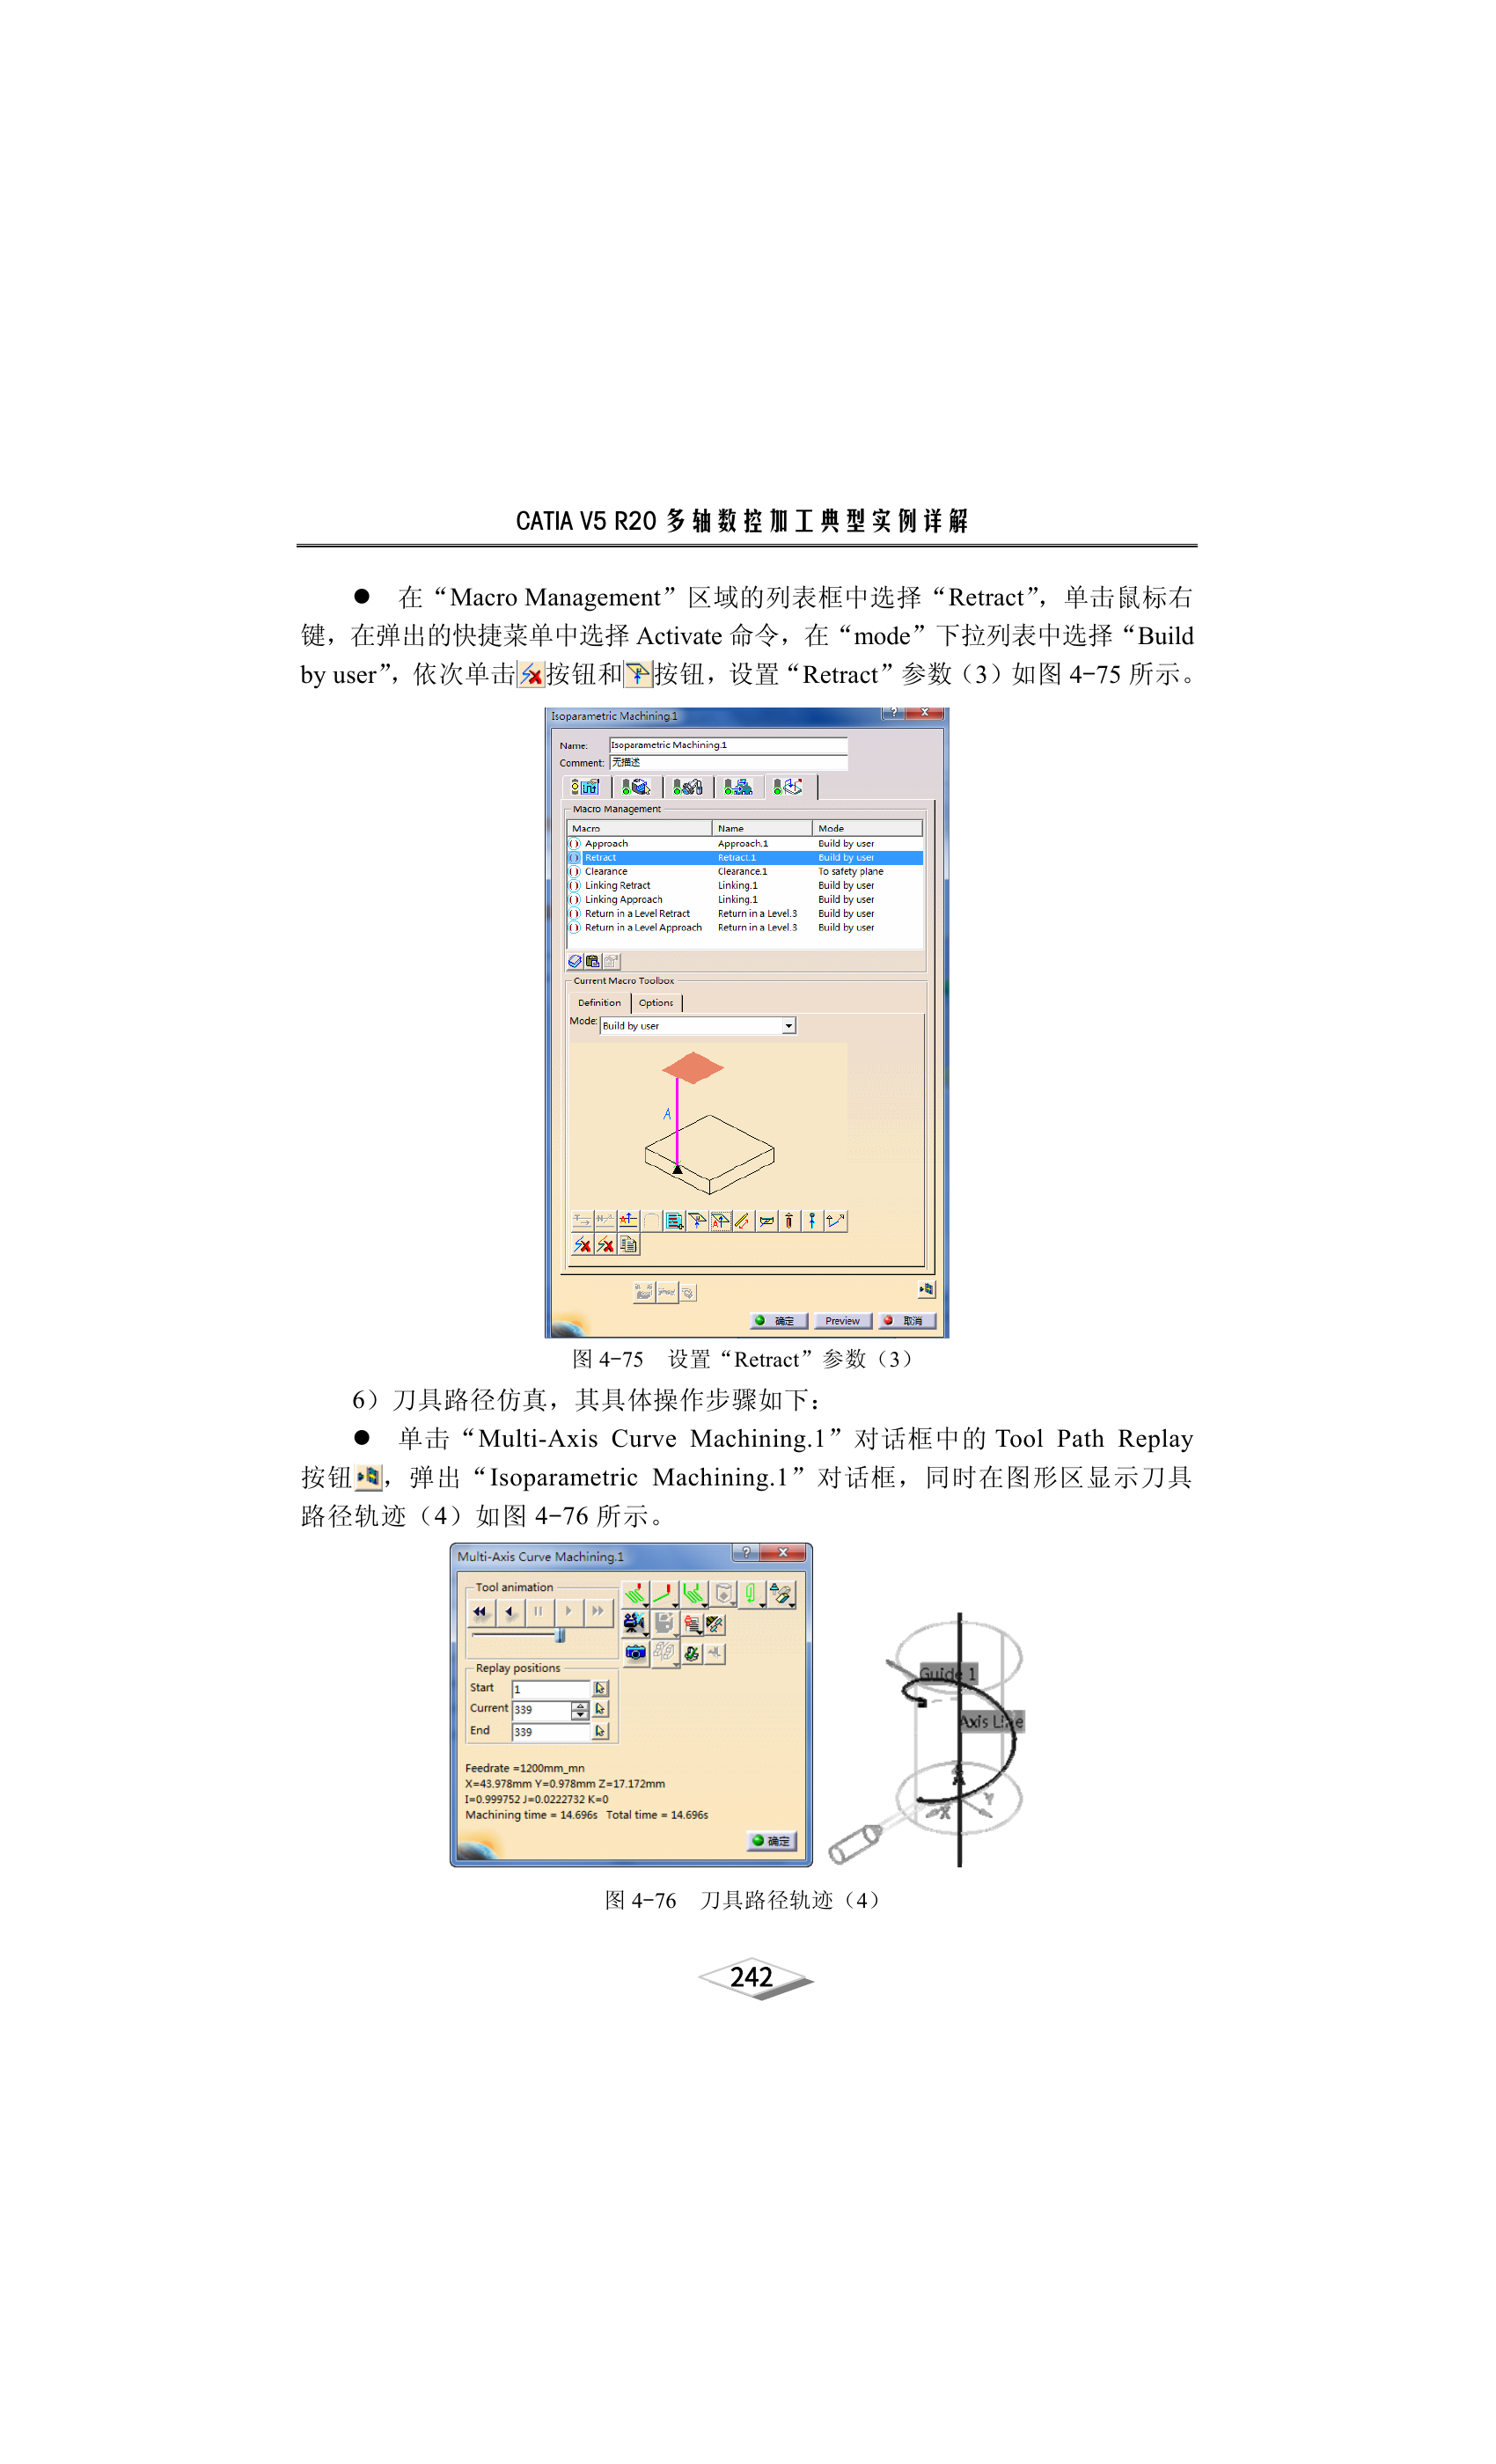 CATIA V5 R20 多轴数控加工典型实例详解
● 在“Macro Management”区域的列表框中选择“Retract”，单击鼠标右
键，在弹出的快捷菜单中选择 Activate 命令，在“mode”下拉列表中选择“Build
by user”，依次单击按钮和按钮，设置“Retract”参数（3）如图 4-75 所示。
Isoparametric Machining.1
Name: Isoparametric Machining.1
Comment: 无描述
Macro Management
Macro Name Mode
Approach Approach.1 Build by user
Retract Retract.1 Build by user
Clearance Clearance.1 To safety plane
Linking Retract Linking.1 Build by user
Linking Approach Linking.1 Build by user
Return in a Level Retract Return in a Level.3 Build by user
Return in a Level Approach Return in a Level.3 Build by user
Current Macro Toolbox
Definition Options
Mode: Build by user
A
确定 Preview 取消
图 4-75 设置“Retract”参数（3）
6）刀具路径仿真，其具体操作步骤如下：
● 单击“Multi-Axis Curve Machining.1”对话框中的 Tool Path Replay
按钮，弹出“Isoparametric Machining.1”对话框，同时在图形区显示刀具
路径轨迹（4）如图 4-76 所示。
Multi-Axis Curve Machining.1
Tool animation
Replay positions
Start 1
Current 339
End 339
Feedrate =1200mm_mn
X=43.978mm Y=0.978mm Z=17.172mm
I=0.999752 J=0.0222732 K=0
Machining time = 14.696s Total time = 14.696s
确定
Guide 1
Axis Line
X
Y
图 4-76 刀具路径轨迹（4）
242